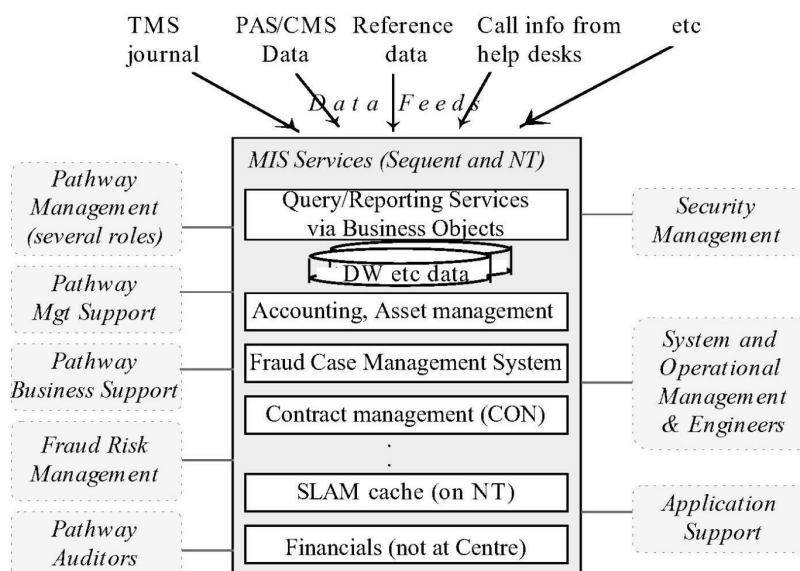 TMS journal
PAS/CMS Data
Reference data
Call info from help desks
etc
Data Feeds
MIS Services (Sequent and NT)
Query/Reporting Services
via Business Objects
DW etc data
Accounting, Asset management
Fraud Case Management System
Contract management (CON)
:
SLAM cache (on NT)
Financials (not at Centre)
Pathway
Management
(several roles)
Pathway
Mgt Support
Pathway
Business Support
Fraud Risk
Management
Pathway
Auditors
Security
Management
System and
Operational
Management
& Engineers
Application
Support